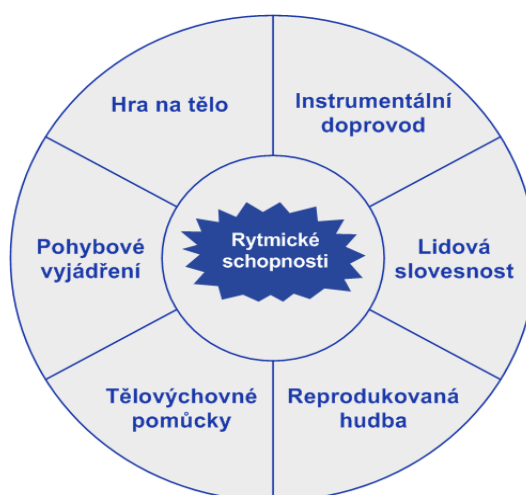 Hra na tělo
Instrumentální
doprovod
Pohybové
vyjádření
Rytmické
schopnosti
Lidová
slovesnost
Tělovýchovné
pomůcky
Reprodukovaná
hudba